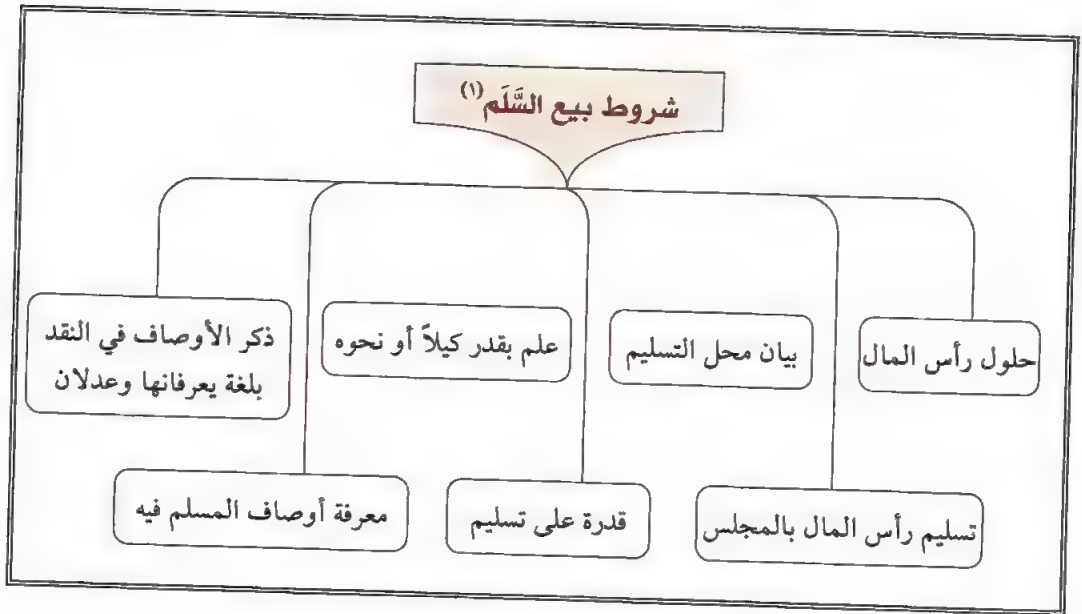 شروط بيع السَّلَم(١)
حلول رأس المال
بيان محل التسليم
علم بقدر كيلاً أو نحوه
ذكر الأوصاف في النقد
بلغة يعرفانها وعدلان
تسليم رأس المال بالمجلس
قدرة على تسليم
معرفة أوصاف المسلم فيه